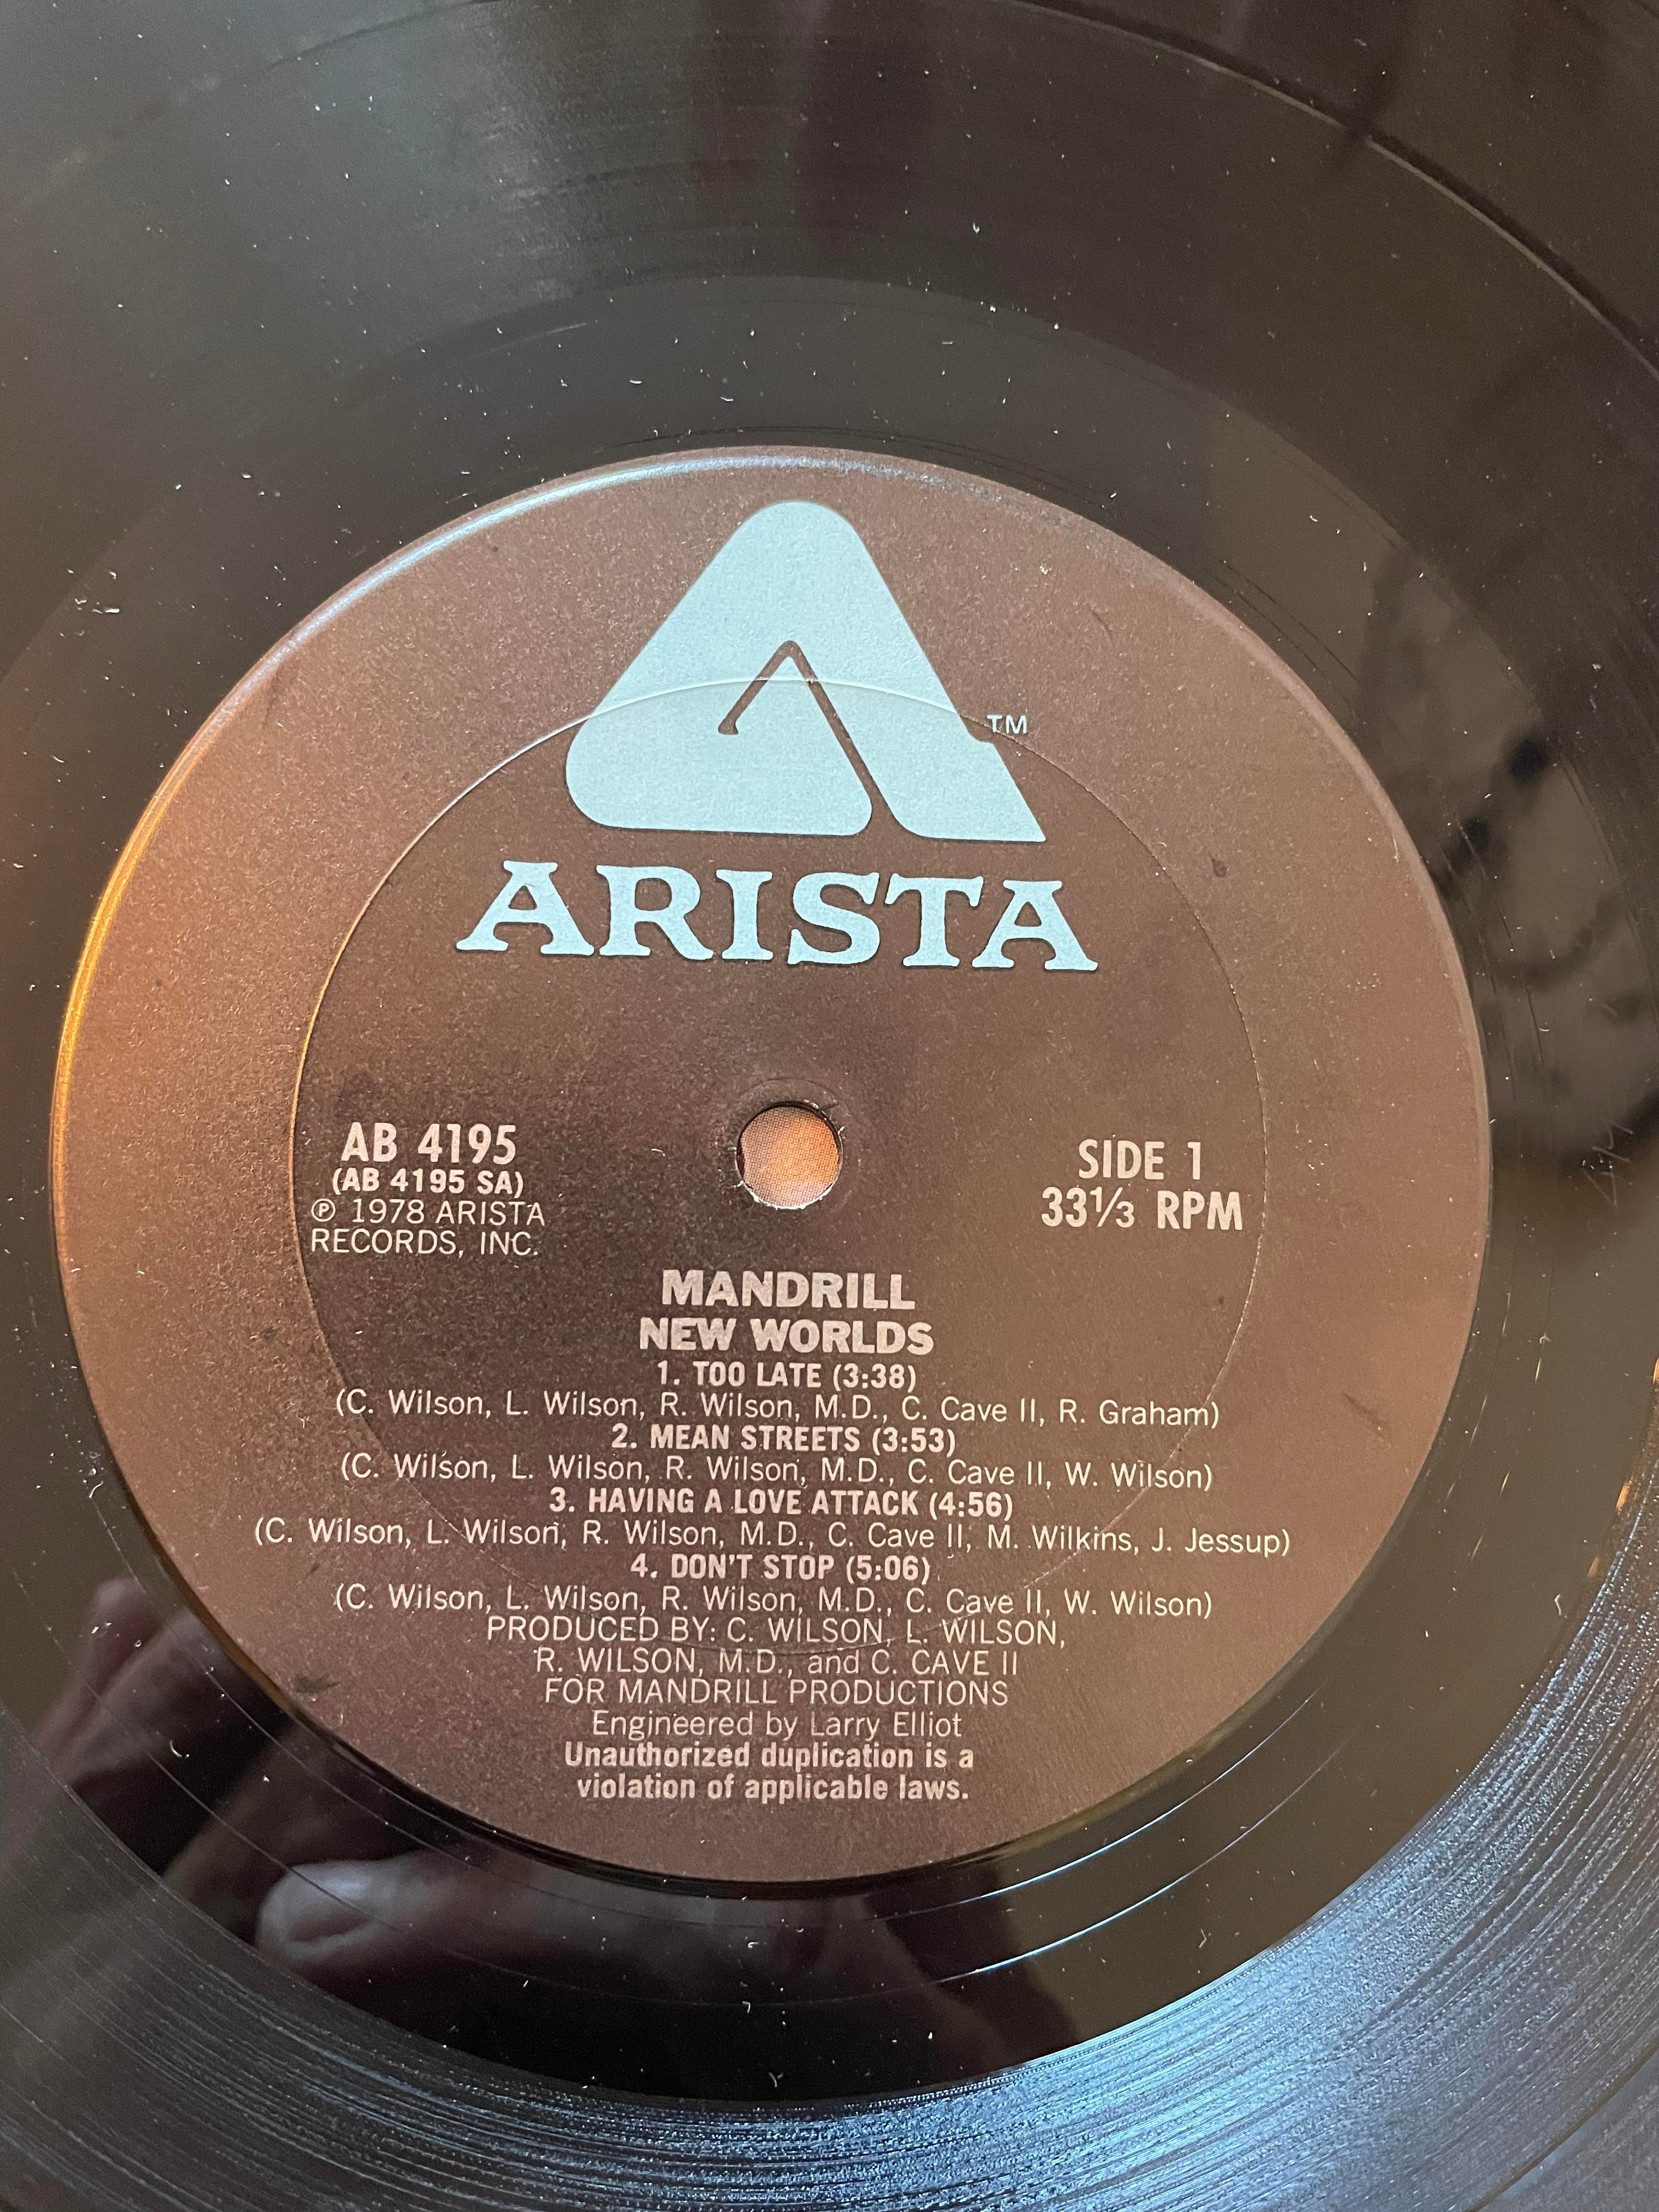 TM
ARISTA
AB 4195
(AB 4195 SA)
℗ 1978 ARISTA
RECORDS, INC.
SIDE 1
33⅓ RPM
MANDRILL
NEW WORLDS
1. TOO LATE (3:38)
(C. Wilson, L. Wilson, R. Wilson, M.D., C. Cave II, R. Graham)
2. MEAN STREETS (3:53)
(C. Wilson, L. Wilson, R. Wilson, M.D., C. Cave II, W. Wilson)
3. HAVING A LOVE ATTACK (4:56)
(C. Wilson, L. Wilson, R. Wilson, M.D., C. Cave II, M. Wilkins, J. Jessup)
4. DON'T STOP (5:06)
(C. Wilson, L. Wilson, R. Wilson, M.D., C. Cave II, W. Wilson)
PRODUCED BY: C. WILSON, L. WILSON,
R. WILSON, M.D., and C. CAVE II
FOR MANDRILL PRODUCTIONS
Engineered by Larry Elliot
Unauthorized duplication is a
violation of applicable laws.